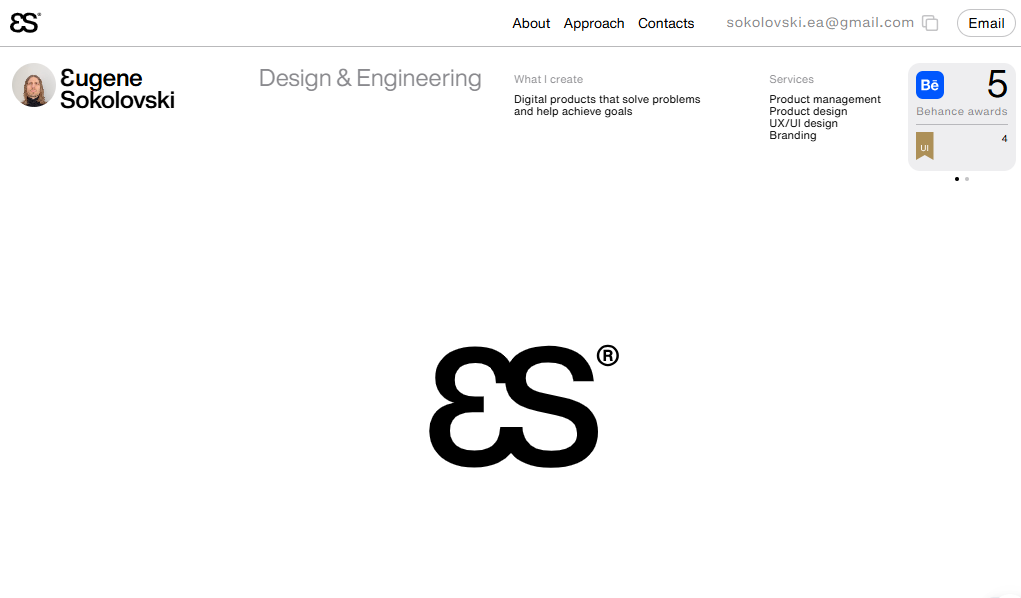 ƐS®
About Approach Contacts
sokolovski.ea@gmail.com
Email
Ɛugene
Sokolovski
Design & Engineering
What I create
Digital products that solve problems
and help achieve goals
Services
Product management
Product design
UX/UI design
Branding
Bē 5
Behance awards
UI 4
ƐS®